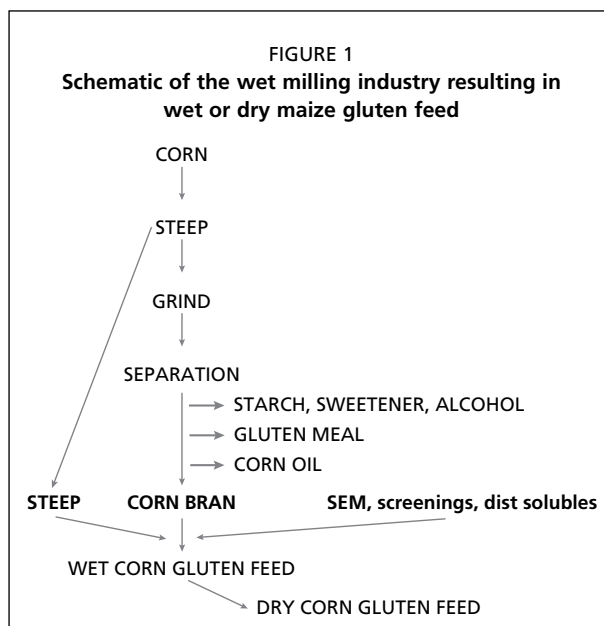 FIGURE 1
Schematic of the wet milling industry resulting in
wet or dry maize gluten feed
CORN
STEEP
GRIND
SEPARATION
STARCH, SWEETENER, ALCOHOL
GLUTEN MEAL
CORN OIL
STEEP CORN BRAN SEM, screenings, dist solubles
WET CORN GLUTEN FEED
DRY CORN GLUTEN FEED